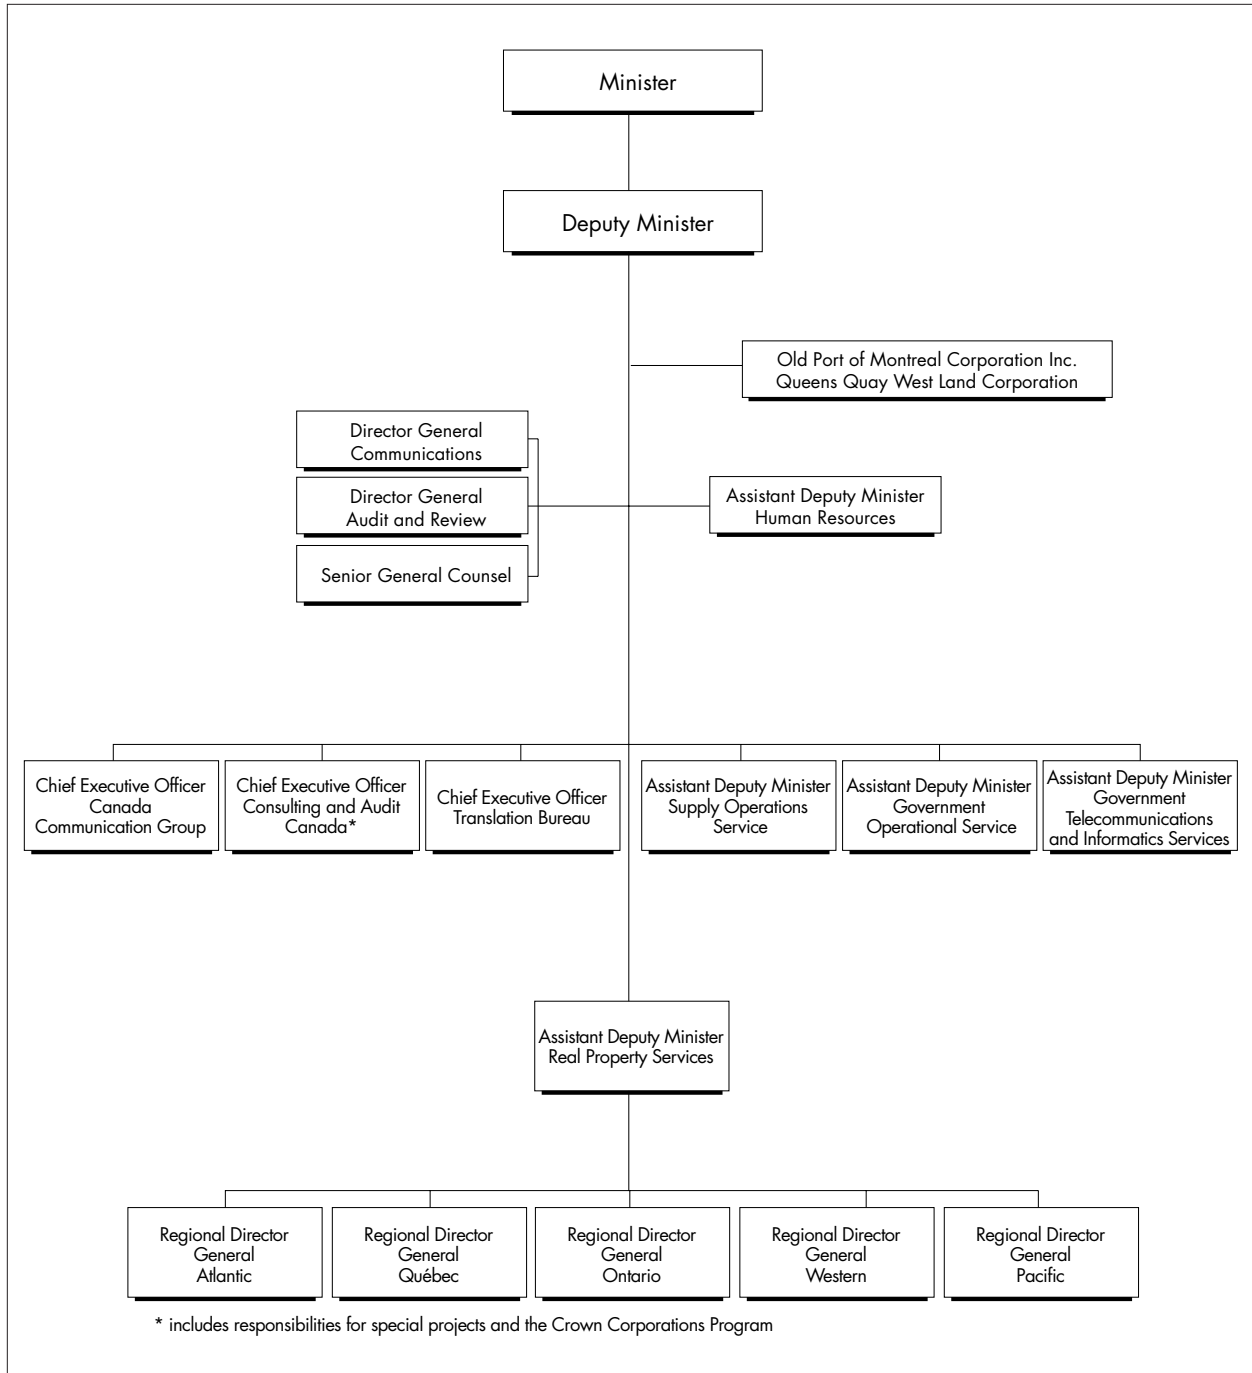 Minister
Deputy Minister
Old Port of Montreal Corporation Inc.
Queens Quay West Land Corporation
Director General
Communications
Director General
Audit and Review
Senior General Counsel
Assistant Deputy Minister
Human Resources
Chief Executive Officer
Canada
Communication Group
Chief Executive Officer
Consulting and Audit
Canada*
Chief Executive Officer
Translation Bureau
Assistant Deputy Minister
Supply Operations
Service
Assistant Deputy Minister
Government
Operational Service
Assistant Deputy Minister
Government
Telecommunications
and Informatics Services
Assistant Deputy Minister
Real Property Services
Regional Director
General
Atlantic
Regional Director
General
Québec
Regional Director
General
Ontario
Regional Director
General
Western
Regional Director
General
Pacific
* includes responsibilities for special projects and the Crown Corporations Program